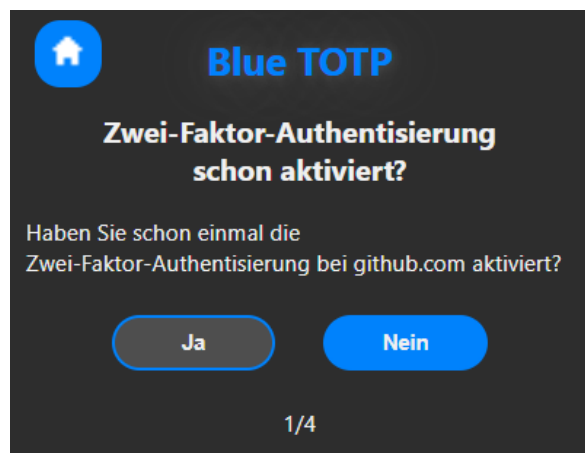 Blue TOTP
Zwei-Faktor-Authentisierung
schon aktiviert?
Haben Sie schon einmal die
Zwei-Faktor-Authentisierung bei github.com aktiviert?
Ja
Nein
1/4